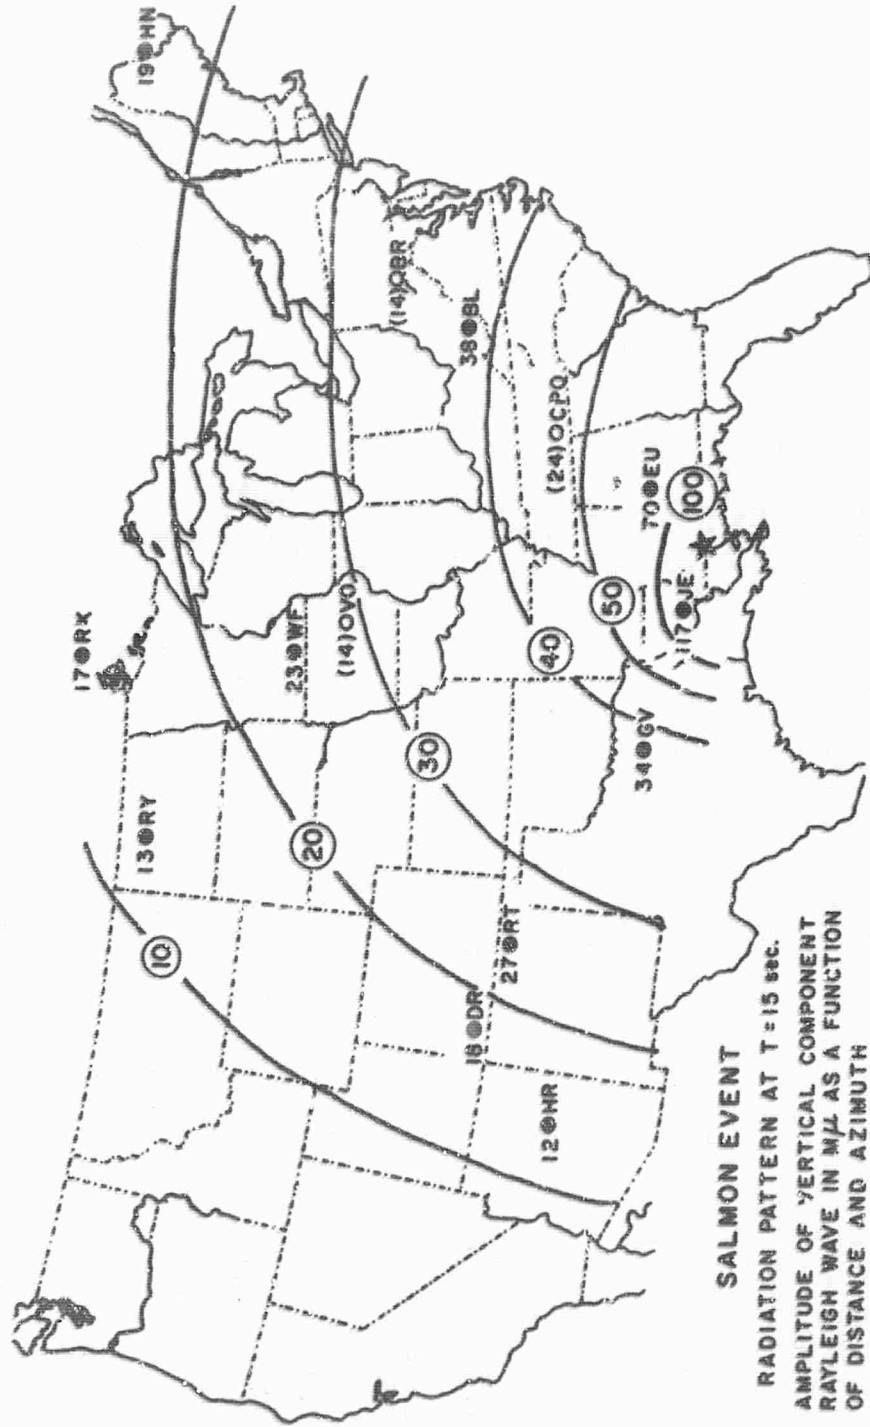 19 HN
17 RK
13 RY
10
20
23 WF
(14) VO
30
(14) BR
38 BL
(24) CPO
40
50
70 EU
100
117 JE
34 GV
27 RT
18 DR
12 HR
SALMON EVENT
RADIATION PATTERN AT T=15 sec.
AMPLITUDE OF VERTICAL COMPONENT
RAYLEIGH WAVE IN Mμ AS A FUNCTION
OF DISTANCE AND AZIMUTH